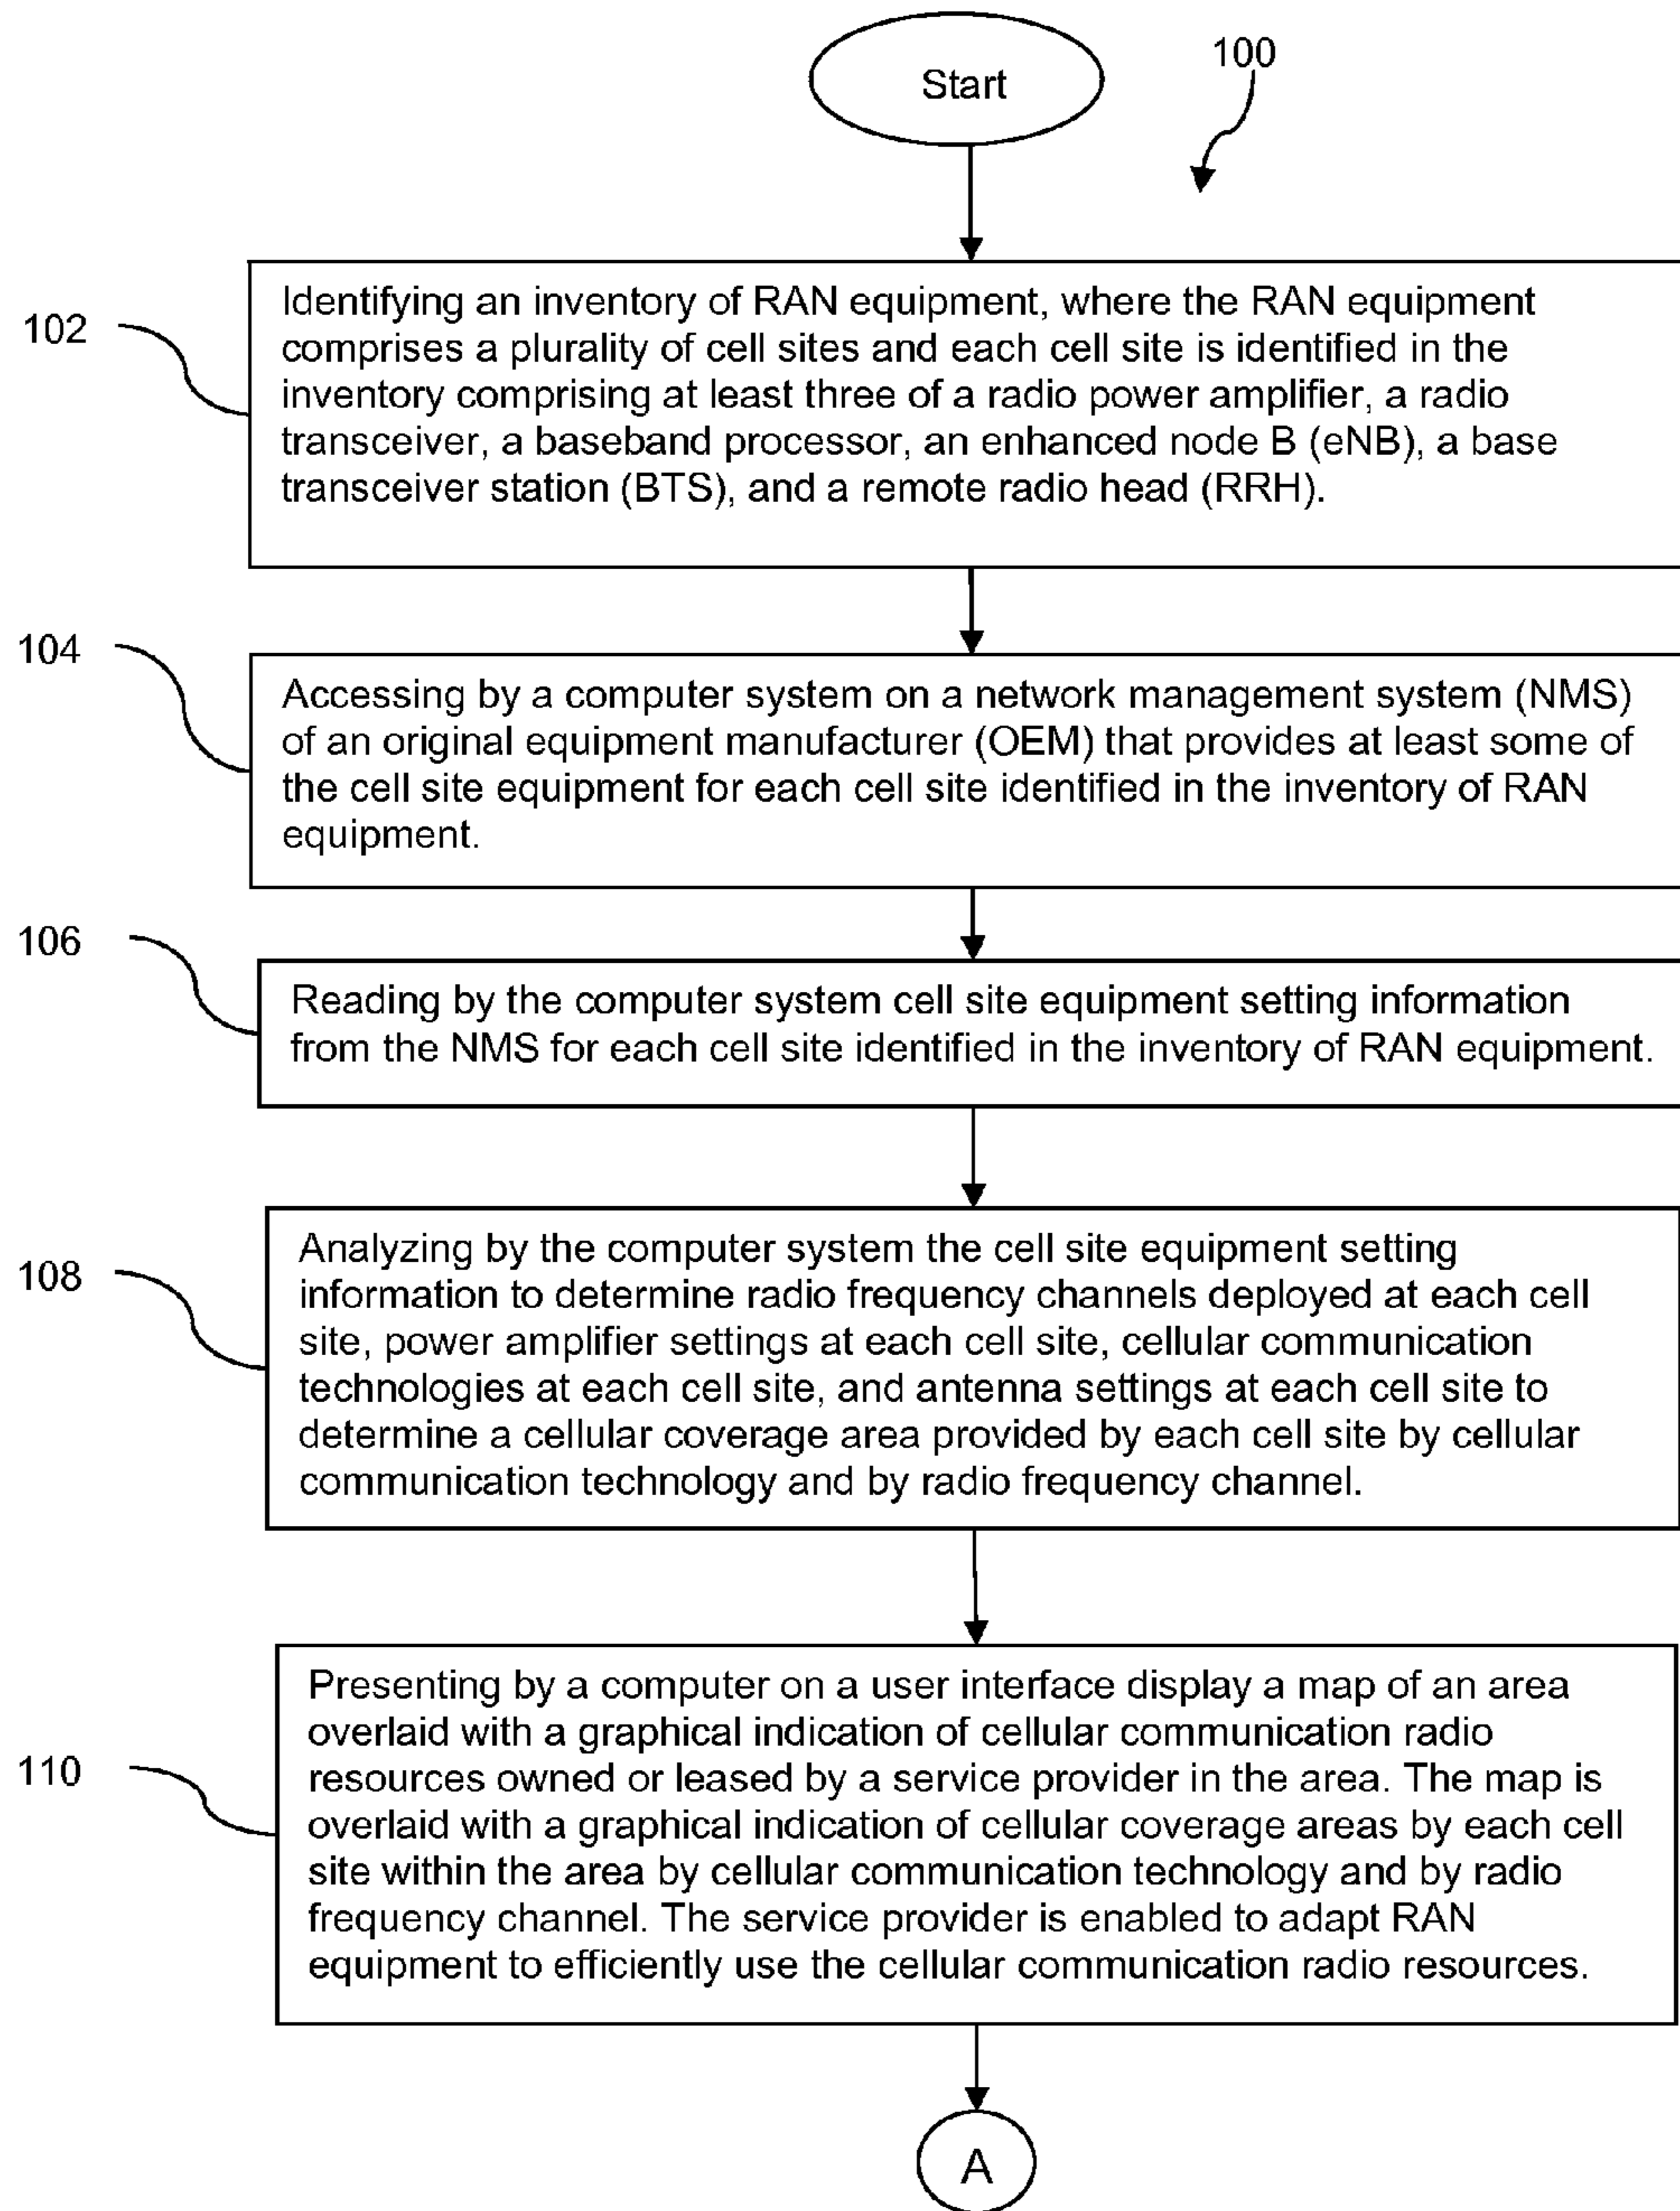 Start
100
102
Identifying an inventory of RAN equipment, where the RAN equipment
comprises a plurality of cell sites and each cell site is identified in the
inventory comprising at least three of a radio power amplifier, a radio
transceiver, a baseband processor, an enhanced node B (eNB), a base
transceiver station (BTS), and a remote radio head (RRH).
104
Accessing by a computer system on a network management system (NMS)
of an original equipment manufacturer (OEM) that provides at least some of
the cell site equipment for each cell site identified in the inventory of RAN
equipment.
106
Reading by the computer system cell site equipment setting information
from the NMS for each cell site identified in the inventory of RAN equipment.
108
Analyzing by the computer system the cell site equipment setting
information to determine radio frequency channels deployed at each cell
site, power amplifier settings at each cell site, cellular communication
technologies at each cell site, and antenna settings at each cell site to
determine a cellular coverage area provided by each cell site by cellular
communication technology and by radio frequency channel.
110
Presenting by a computer on a user interface display a map of an area
overlaid with a graphical indication of cellular communication radio
resources owned or leased by a service provider in the area. The map is
overlaid with a graphical indication of cellular coverage areas by each cell
site within the area by cellular communication technology and by radio
frequency channel. The service provider is enabled to adapt RAN
equipment to efficiently use the cellular communication radio resources.
A